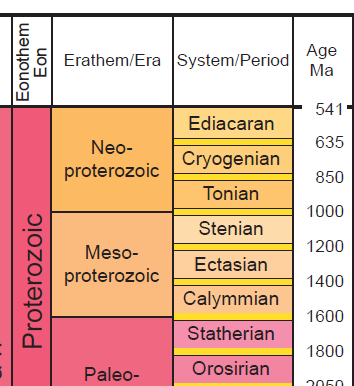 Eonothem
Eon
Erathem/Era
System/Period
Age
Ma
541
Proterozoic
Neo-
proterozoic
Ediacaran
635
Cryogenian
850
Tonian
1000
Meso-
proterozoic
Stenian
1200
Ectasian
1400
Calymmian
1600
Paleo-
Statherian
1800
Orosirian
2050